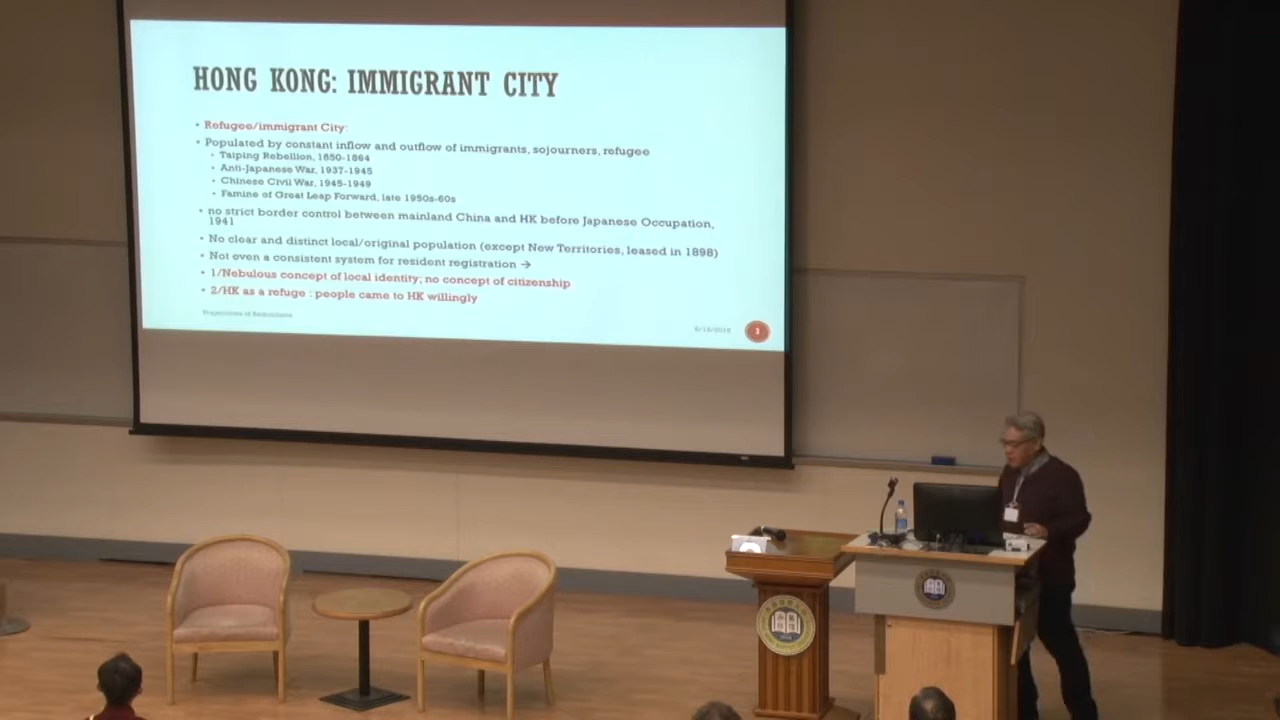 HONG KONG: IMMIGRANT CITY
• Refugee/immigrant City:
• Populated by constant inflow and outflow of immigrants, sojourners, refugee
• Taiping Rebellion, 1850-1864
• Anti-Japanese War, 1937-1945
• Chinese Civil War, 1945-1949
• Famine of Great Leap Forward, late 1950s-60s
• no strict border control between mainland China and HK before Japanese Occupation,
1941
• No clear and distinct local/original population (except New Territories, leased in 1898)
• Not even a consistent system for resident registration →
• 1/Nebulous concept of local identity; no concept of citizenship
• 2/HK as a refuge : people came to HK willingly
3